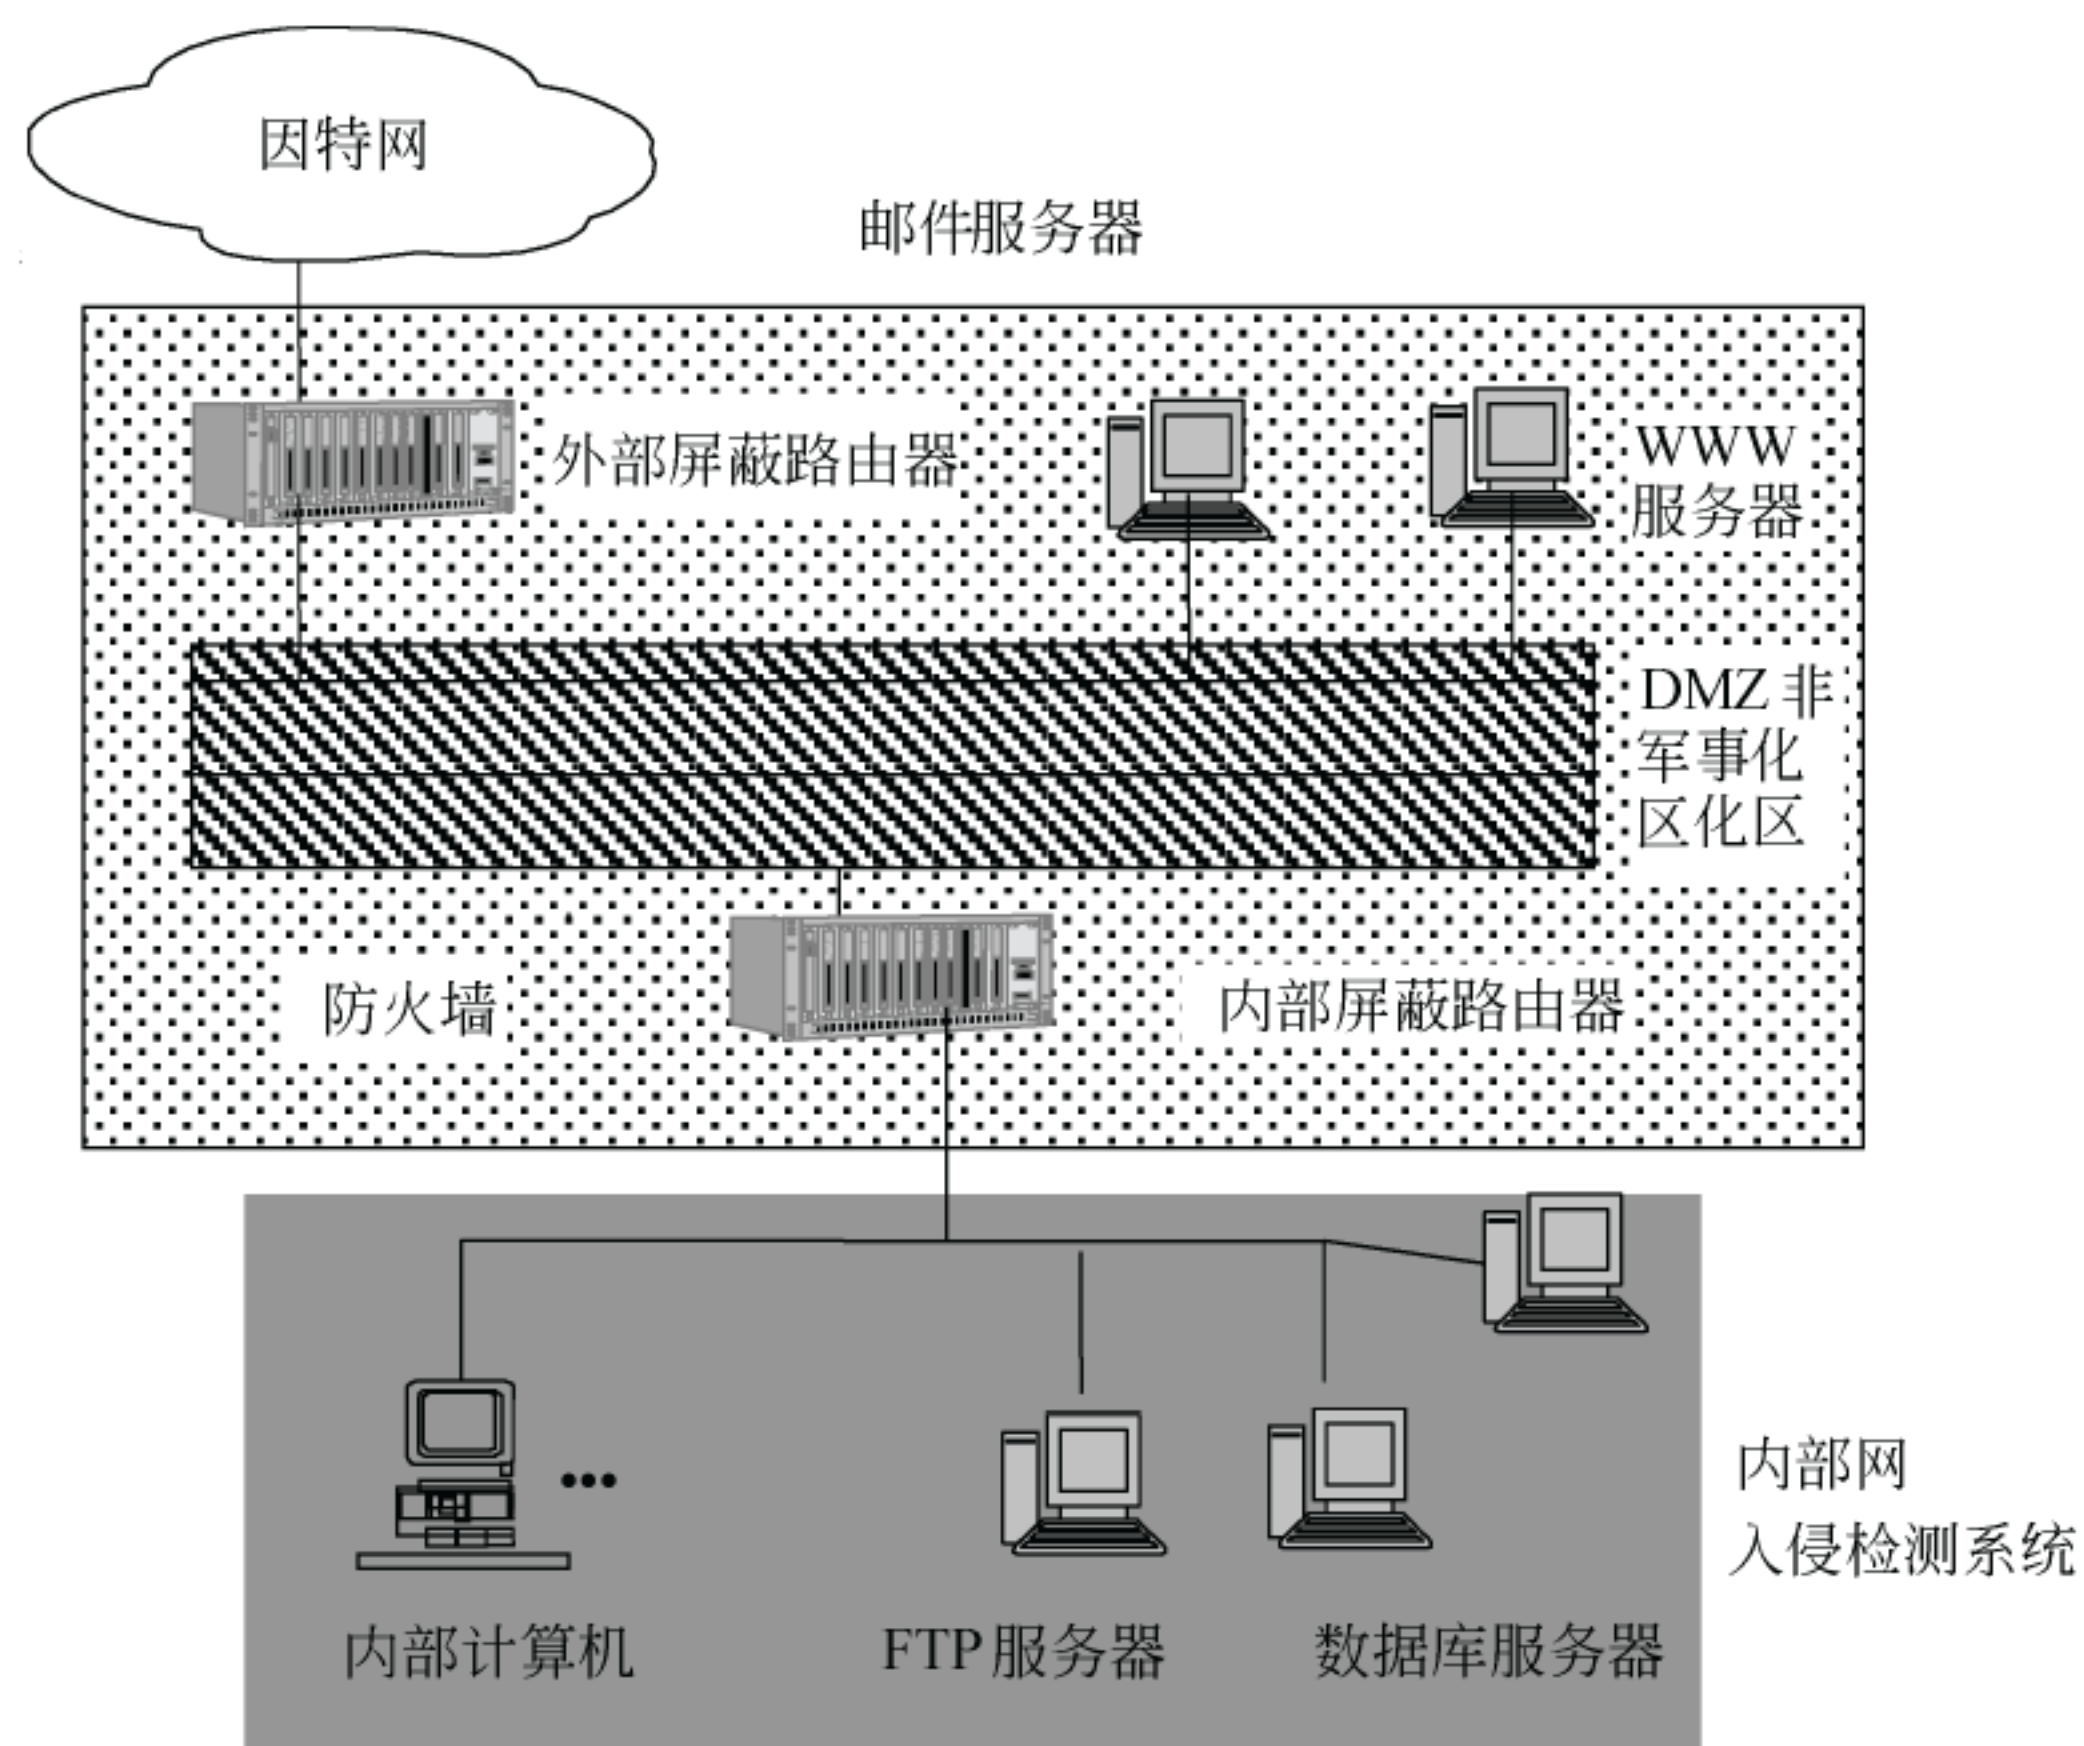 因特网
邮件服务器
外部屏蔽路由器
WWW
服务器
DMZ 非
军事化
区化区
防火墙
内部屏蔽路由器
内部网
入侵检测系统
内部计算机
FTP 服务器
数据库服务器